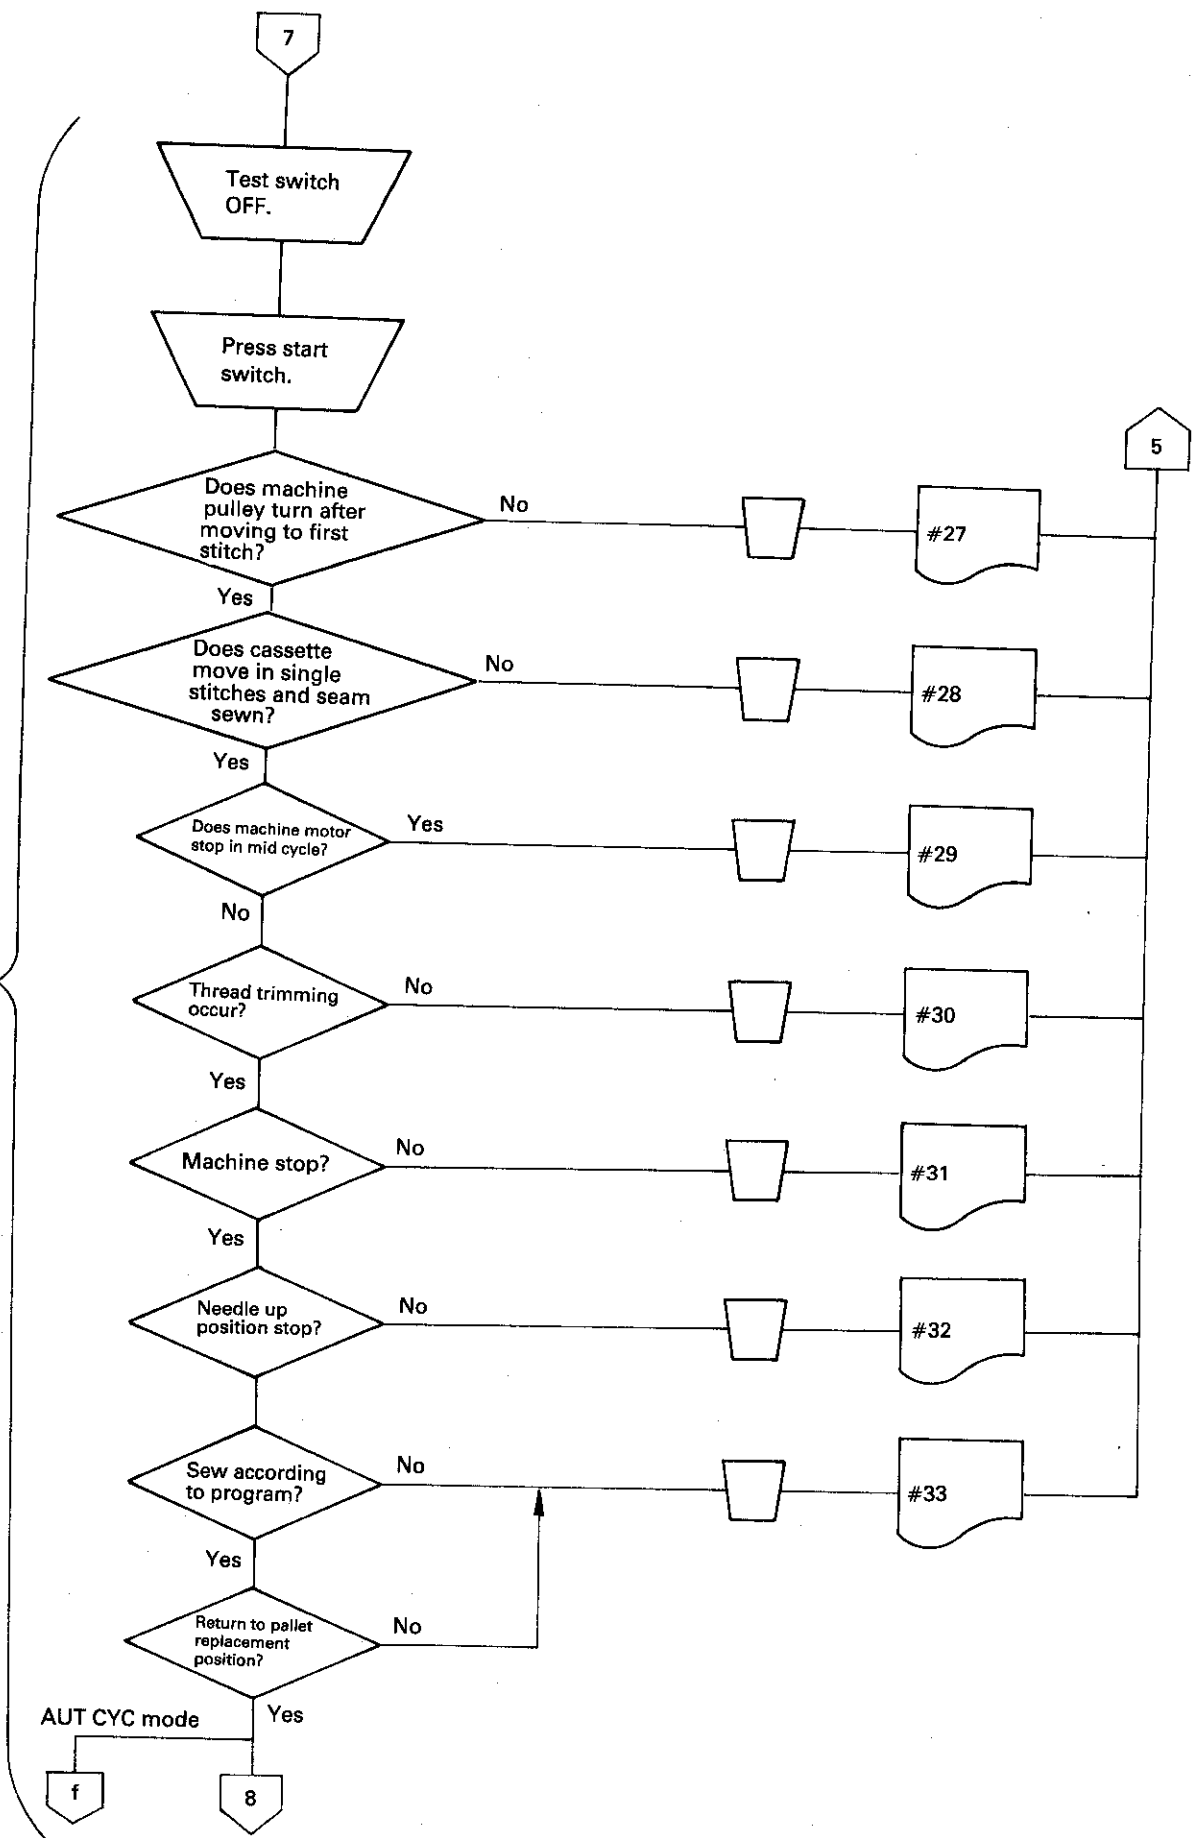 7
Test switch
OFF.
Press start
switch.
5
Does machine
pulley turn after
moving to first
stitch?
No
#27
Yes
Does cassette
move in single
stitches and seam
sewn?
No
#28
Yes
Does machine motor
stop in mid cycle?
Yes
#29
No
Thread trimming
occur?
No
#30
Yes
Machine stop?
No
#31
Yes
Needle up
position stop?
No
#32
Sew according
to program?
No
#33
Yes
Return to pallet
replacement
position?
No
Yes
AUT CYC mode
f
8